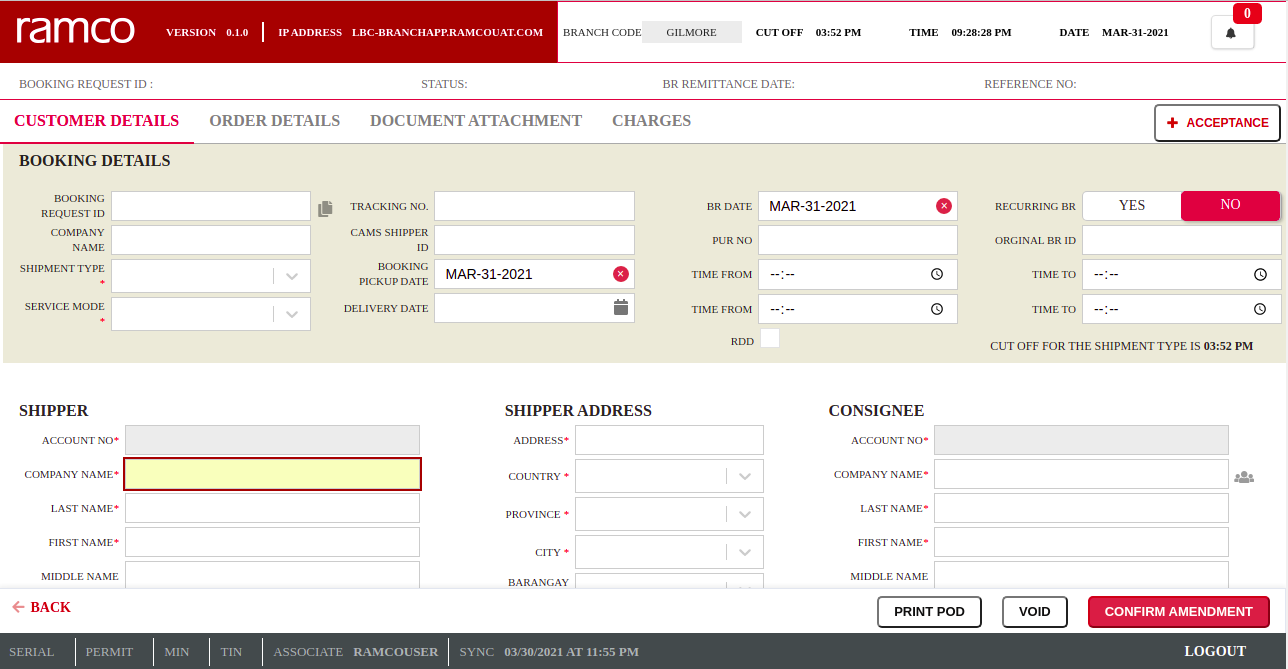 ramco VERSION 0.1.0 IP ADDRESS LBC-BRANCHAPP.RAMCOUAT.COM BRANCH CODE GILMORE CUT OFF 03:52 PM TIME 09:28:28 PM DATE MAR-31-2021 0
BOOKING REQUEST ID : STATUS: BR REMITTANCE DATE: REFERENCE NO:
CUSTOMER DETAILS ORDER DETAILS DOCUMENT ATTACHMENT CHARGES ACCEPTANCE
BOOKING DETAILS
BOOKING REQUEST ID TRACKING NO. BR DATE MAR-31-2021 RECURRING BR YES NO
COMPANY NAME CAMS SHIPPER ID PUR NO ORGINAL BR ID
SHIPMENT TYPE * BOOKING PICKUP DATE MAR-31-2021 TIME FROM --:-- TIME TO --:--
SERVICE MODE * DELIVERY DATE TIME FROM --:-- TIME TO --:--
RDD CUT OFF FOR THE SHIPMENT TYPE IS 03:52 PM
SHIPPER SHIPPER ADDRESS CONSIGNEE
ACCOUNT NO* ADDRESS* ACCOUNT NO*
COMPANY NAME* COUNTRY * COMPANY NAME*
LAST NAME* PROVINCE * LAST NAME*
FIRST NAME* CITY * FIRST NAME*
MIDDLE NAME BARANGAY MIDDLE NAME
BACK PRINT POD VOID CONFIRM AMENDMENT
SERIAL PERMIT MIN TIN ASSOCIATE RAMCOUSER SYNC 03/30/2021 AT 11:55 PM LOGOUT